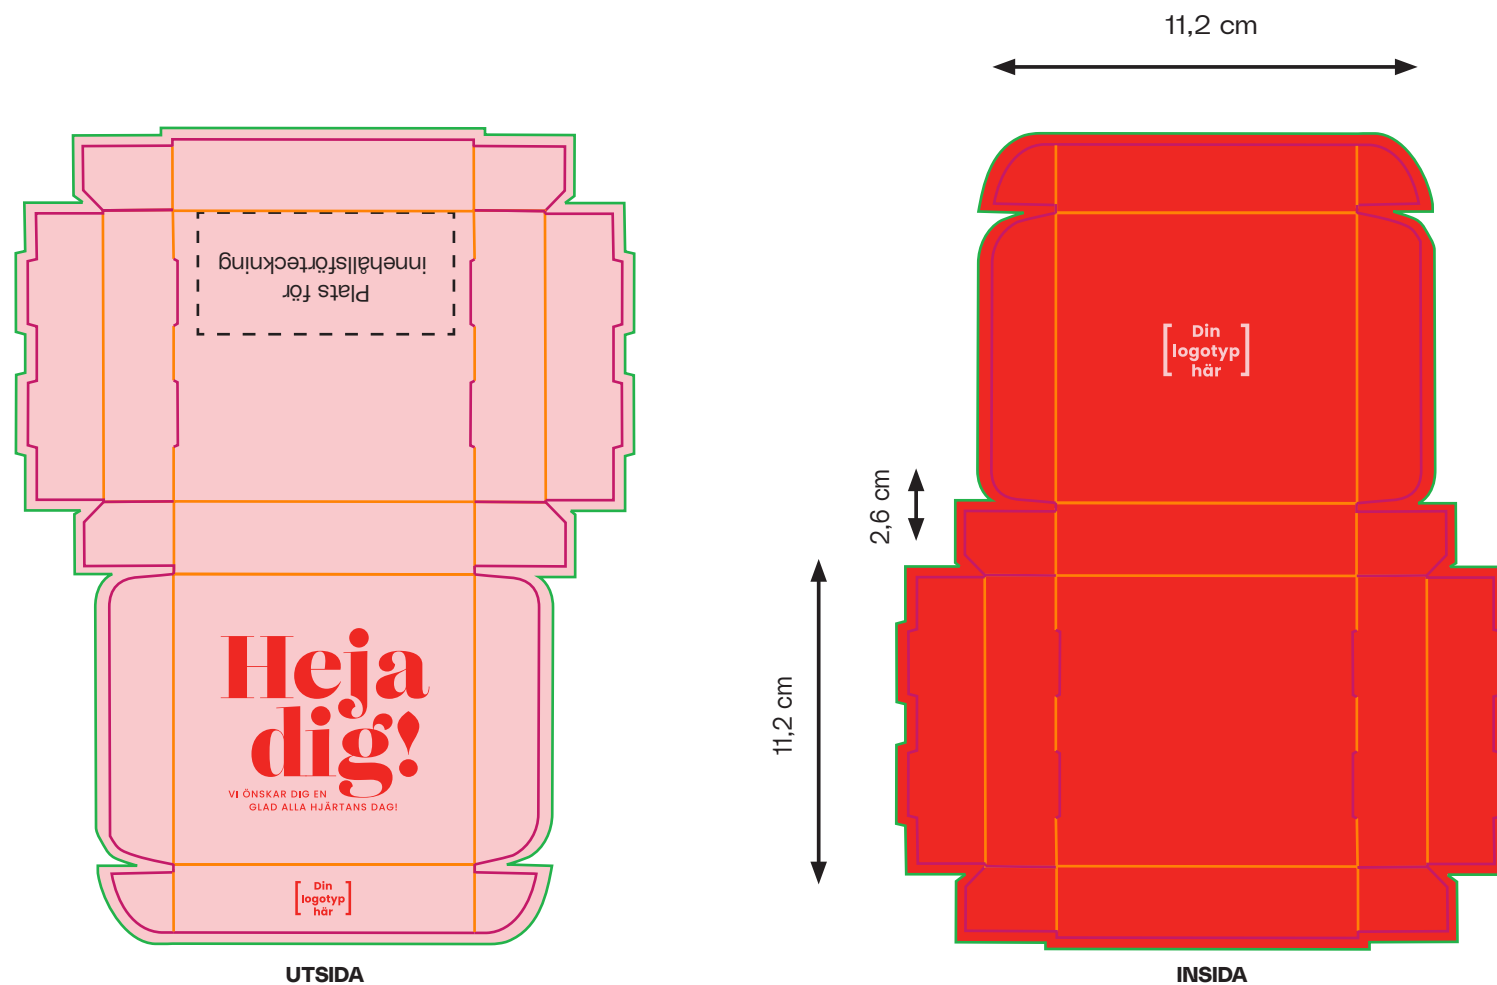 11,2 cm
Plats för
innehållsförteckning
Din
logotyp
här
2,6 cm
11,2 cm
Heja
dig!
VI ÖNSKAR DIG EN
GLAD ALLA HJÄRTANS DAG!
Din
logotyp
här
UTSIDA
INSIDA